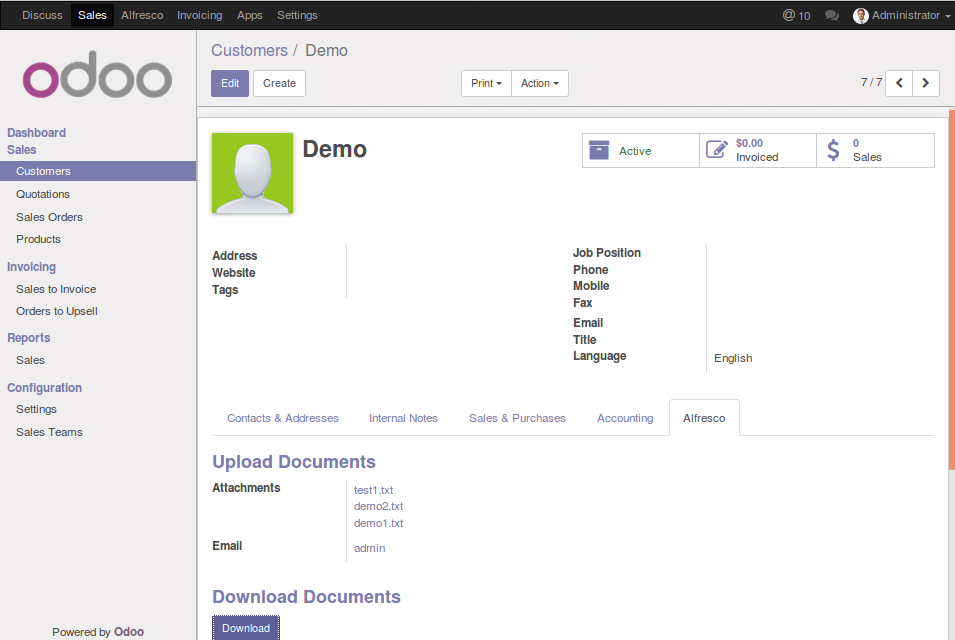 Discuss Sales Alfresco Invoicing Apps Settings @ 10 Administrator
odoo
Dashboard
Sales
Customers
Quotations
Sales Orders
Products
Invoicing
Sales to Invoice
Orders to Upsell
Reports
Sales
Configuration
Settings
Sales Teams
Powered by Odoo
Customers / Demo
Edit Create Print Action 7 / 7
Demo
Active
$0.00
Invoiced
0
Sales
Address
Website
Tags
Job Position
Phone
Mobile
Fax
Email
Title
Language English
Contacts & Addresses Internal Notes Sales & Purchases Accounting Alfresco
Upload Documents
Attachments test1.txt
demo2.txt
demo1.txt
Email admin
Download Documents
Download